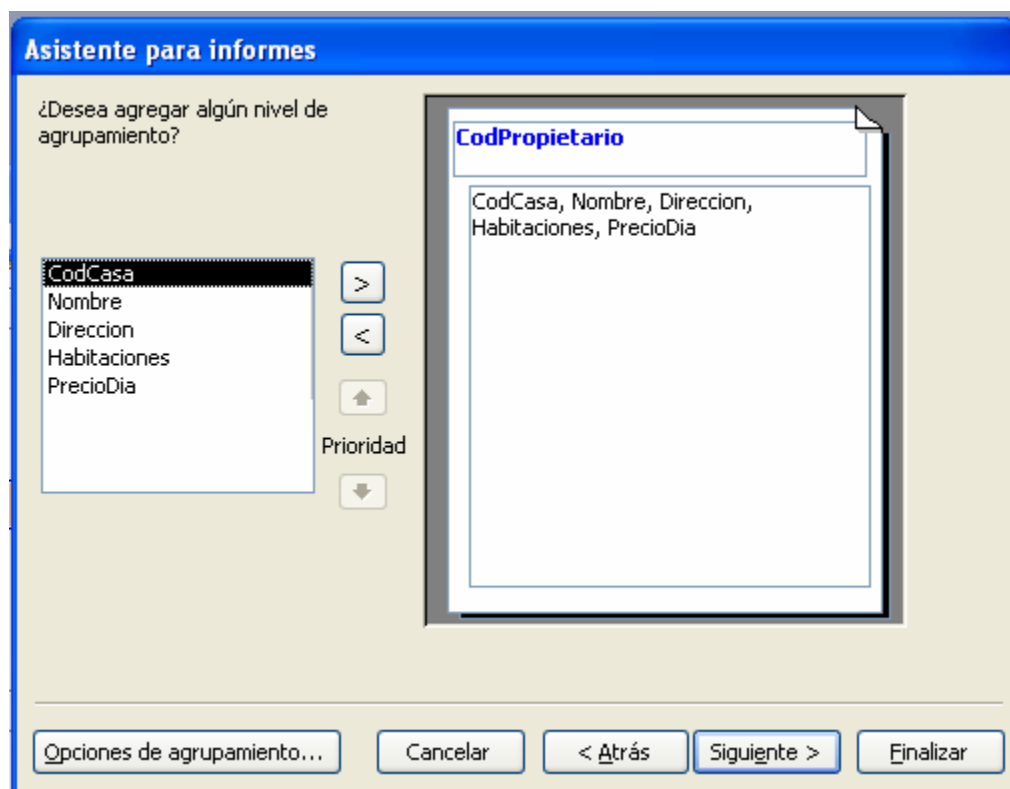 Asistente para informes
¿Desea agregar algún nivel de
agrupamiento?
CodPropietario
CodCasa, Nombre, Direccion,
Habitaciones, PrecioDia
CodCasa
Nombre
Direccion
Habitaciones
PrecioDia
>
<
Prioridad
Opciones de agrupamiento...
Cancelar
< Atrás
Siguiente >
Finalizar